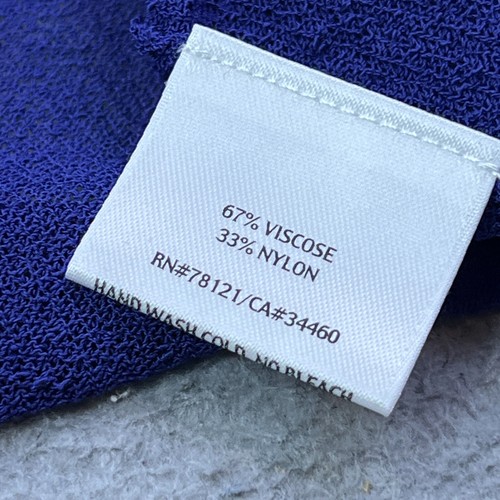 67% VISCOSE
33% NYLON
RN#78121/CA#34460
HAND WASH COLD. NO BLEACH